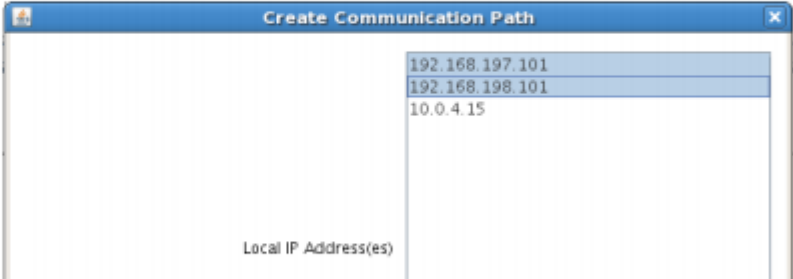 Create Communication Path
192.168.197.101
192.168.198.101
10.0.4.15
Local IP Address(es)